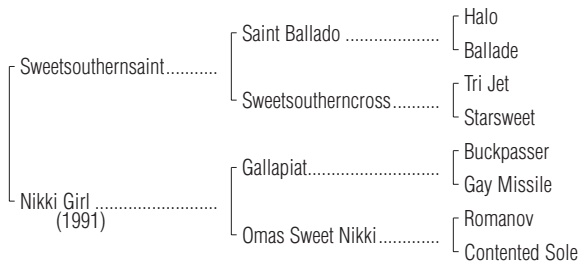 Halo
Saint Ballado ...................
Ballade
Sweetsouthernsaint..........
Tri Jet
Sweetsoutherncross..........
Starsweet
Buckpasser
Gallapiat..........................
Gay Missile
Nikki Girl ........................
(1991)
Romanov
Omas Sweet Nikki............
Contented Sole